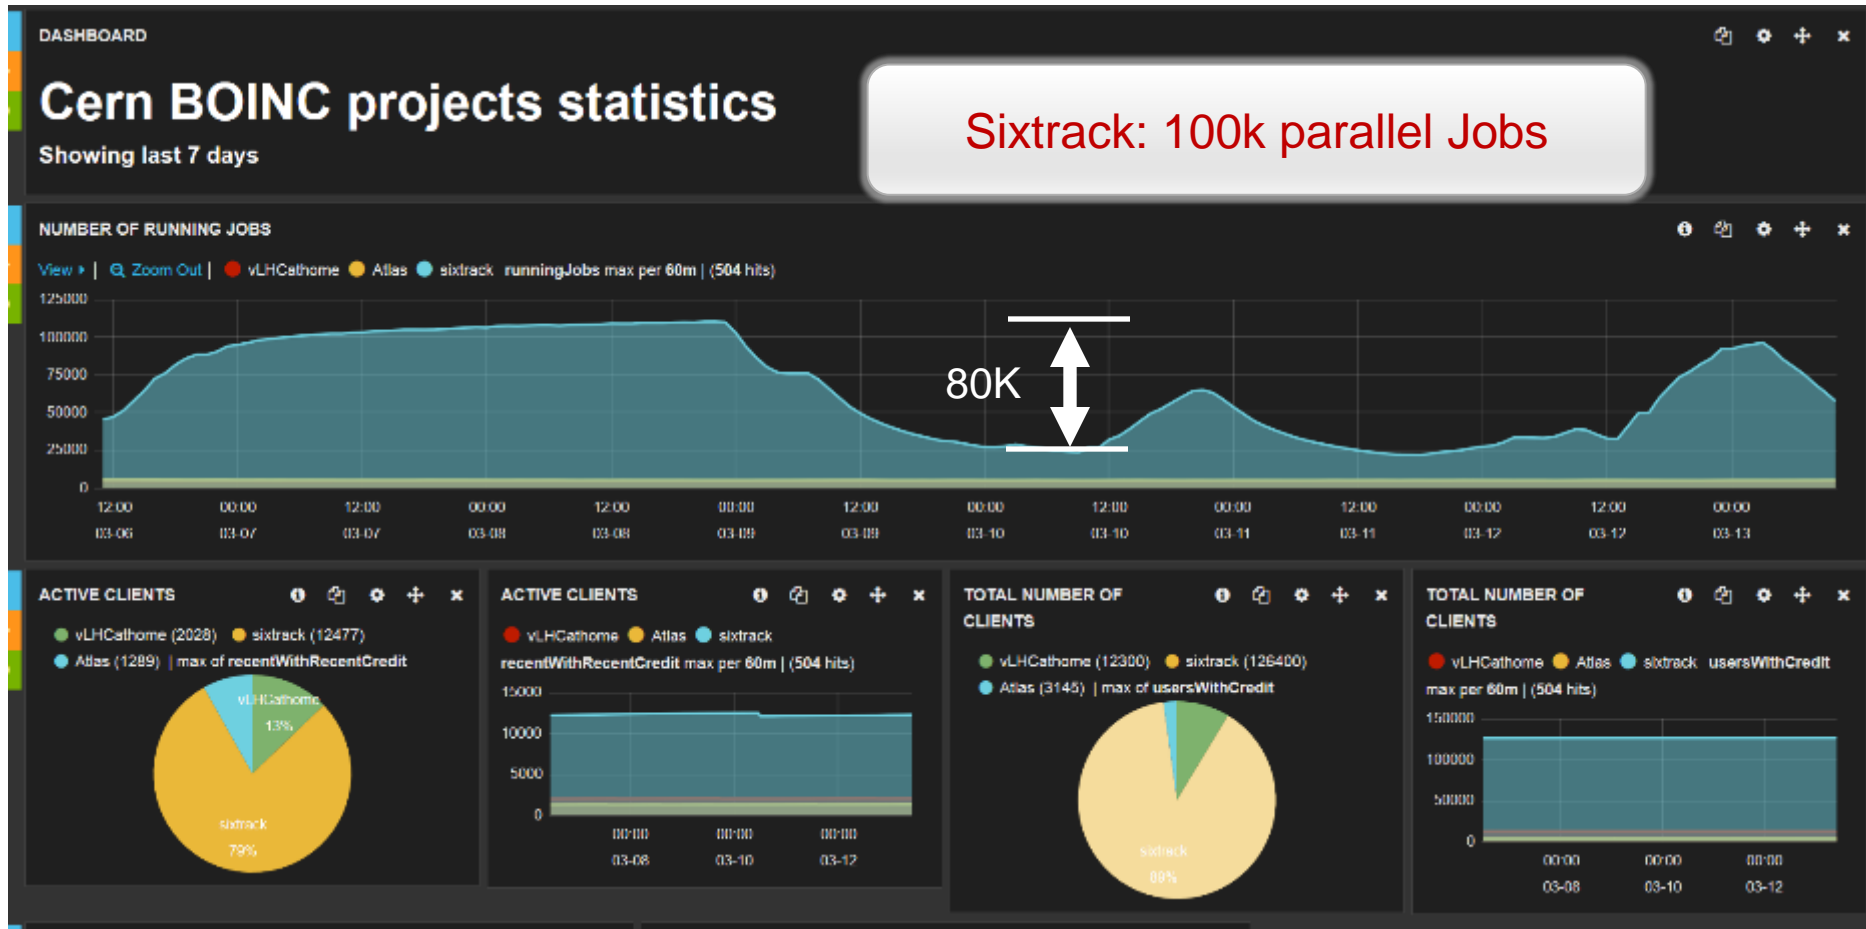 DASHBOARD
Cern BOINC projects statistics
Showing last 7 days
Sixtrack: 100k parallel Jobs
NUMBER OF RUNNING JOBS
View | Zoom Out | vLHCathome Atlas sixtrack runningJobs max per 60m | (504 hits)
125000
100000
75000
50000
25000
0
80K
12:00 00:00 12:00 00:00 12:00 00:00 12:00 00:00 12:00 00:00 12:00 00:00 12:00 00:00
03-06 03-07 03-07 03-08 03-08 03-09 03-09 03-10 03-10 03-11 03-11 03-12 03-12 03-13
ACTIVE CLIENTS
vLHCathome (2028) sixtrack (12477)
Atlas (1289) | max of recentWithRecentCredit
vLHCathome
13%
sixtrack
79%
ACTIVE CLIENTS
vLHCathome Atlas sixtrack
recentWithRecentCredit max per 60m | (504 hits)
15000
10000
5000
0
00:00 00:00 00:00
03-08 03-10 03-12
TOTAL NUMBER OF
CLIENTS
vLHCathome (12300) sixtrack (126400)
Atlas (3145) | max of usersWithCredit
sixtrack
89%
TOTAL NUMBER OF
CLIENTS
vLHCathome Atlas sixtrack usersWithCredit
max per 60m | (504 hits)
150000
100000
50000
0
00:00 00:00 00:00
03-08 03-10 03-12